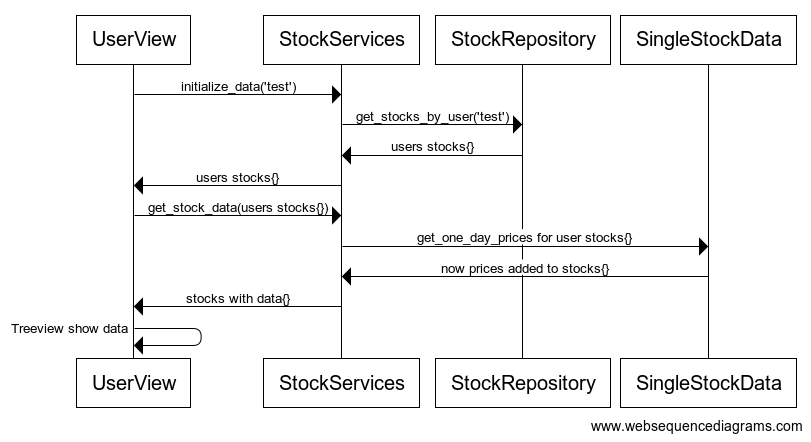 UserView StockServices StockRepository SingleStockData
initialize_data('test')
get_stocks_by_user('test')
users stocks{}
users stocks{}
get_stock_data(users stocks{})
get_one_day_prices for user stocks{}
now prices added to stocks{}
stocks with data{}
Treeview show data
UserView StockServices StockRepository SingleStockData
www.websequencediagrams.com